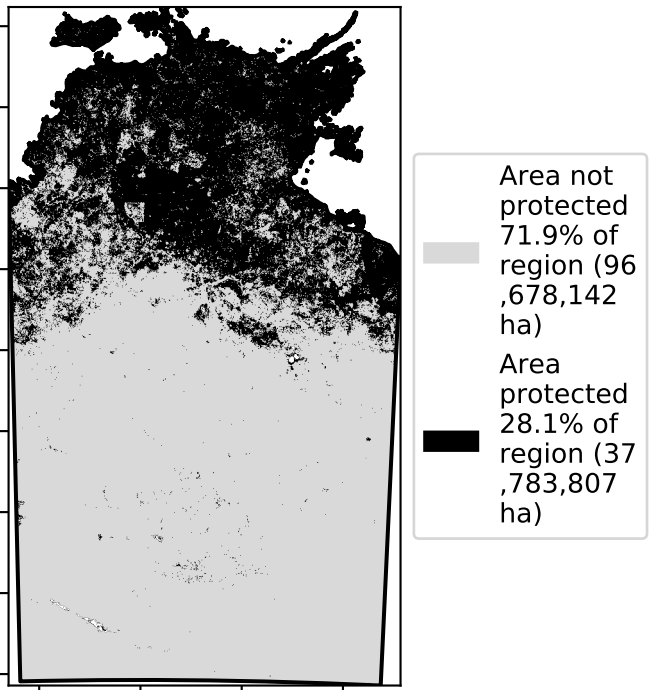 Area not
protected
71.9% of
region (96
,678,142
ha)
Area
protected
28.1% of
region (37
,783,807
ha)